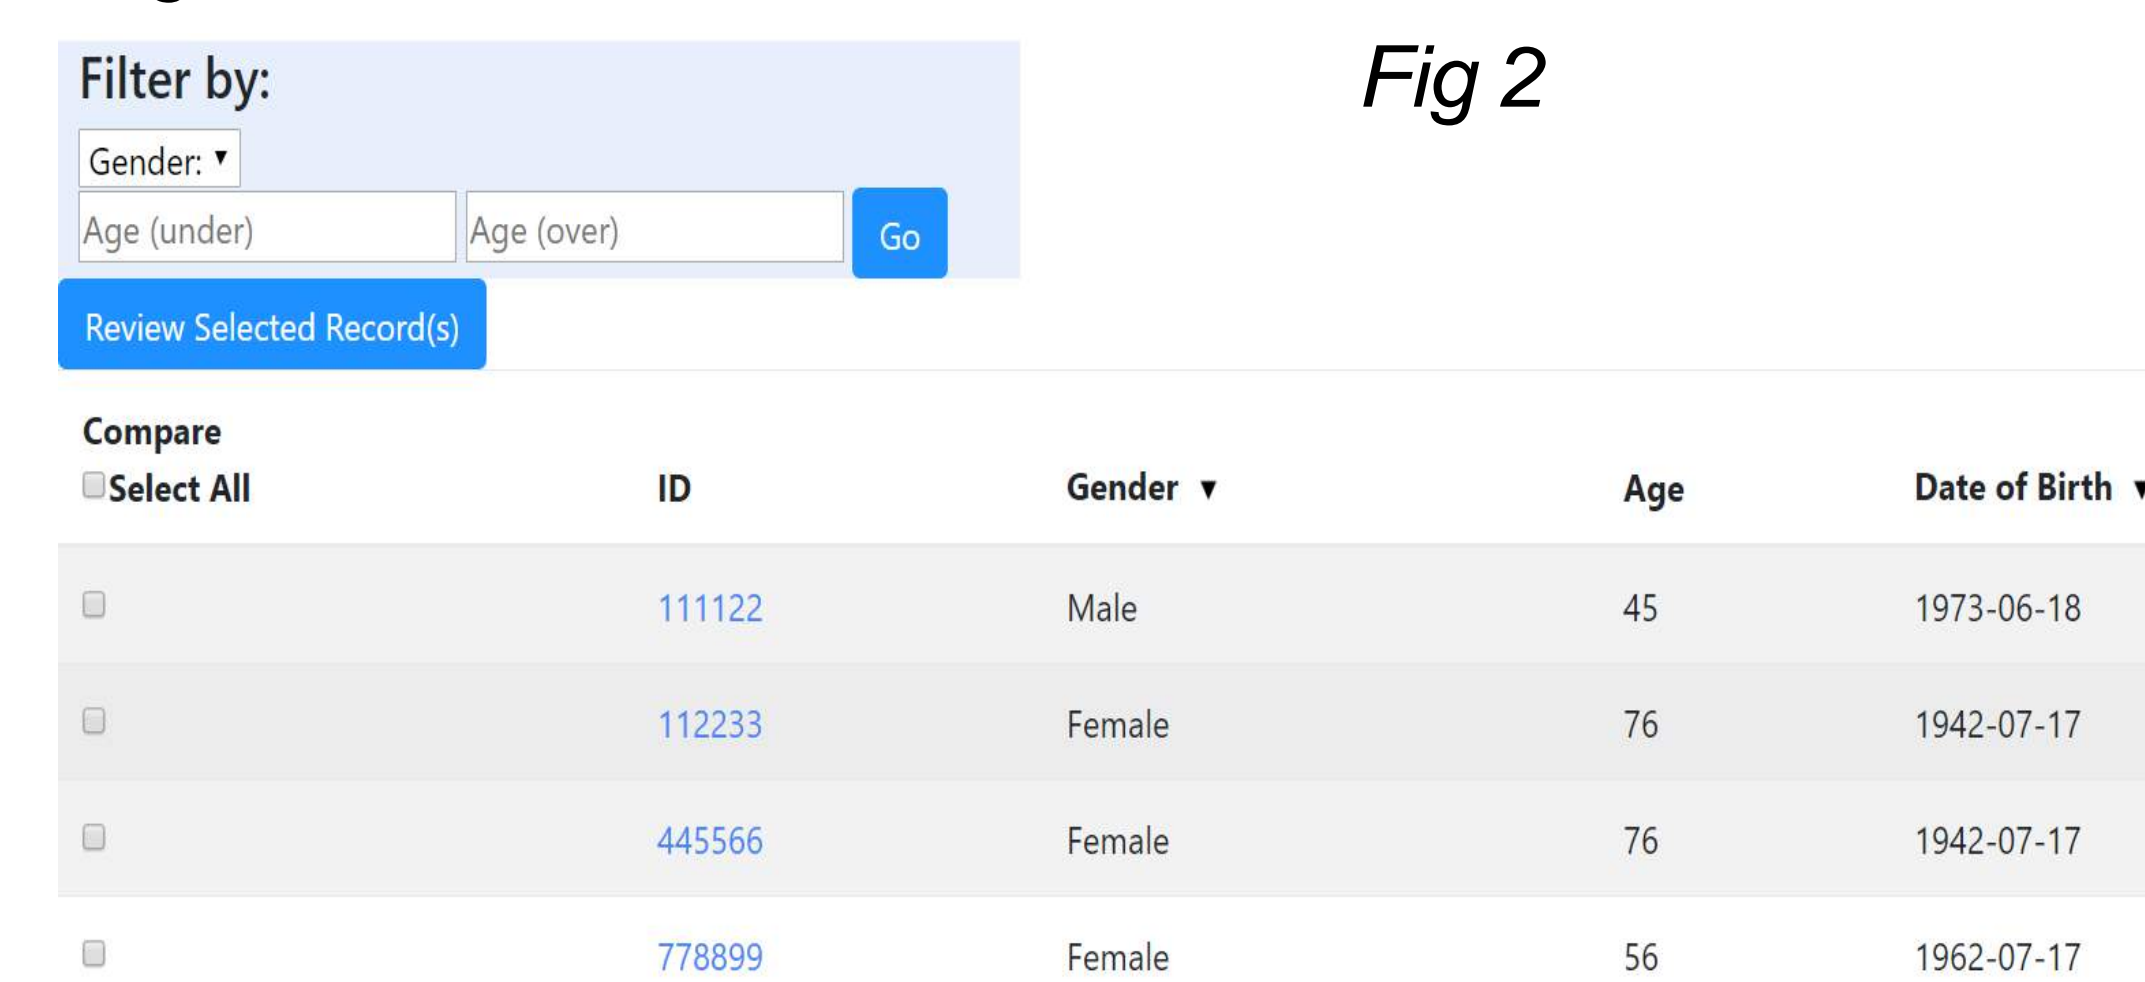 Fig 2
Filter by:
Gender: ▼
Age (under) Age (over) Go
Review Selected Record(s)
Compare
Select All ID Gender ▼ Age Date of Birth ▼
111122 Male 45 1973-06-18
112233 Female 76 1942-07-17
445566 Female 76 1942-07-17
778899 Female 56 1962-07-17